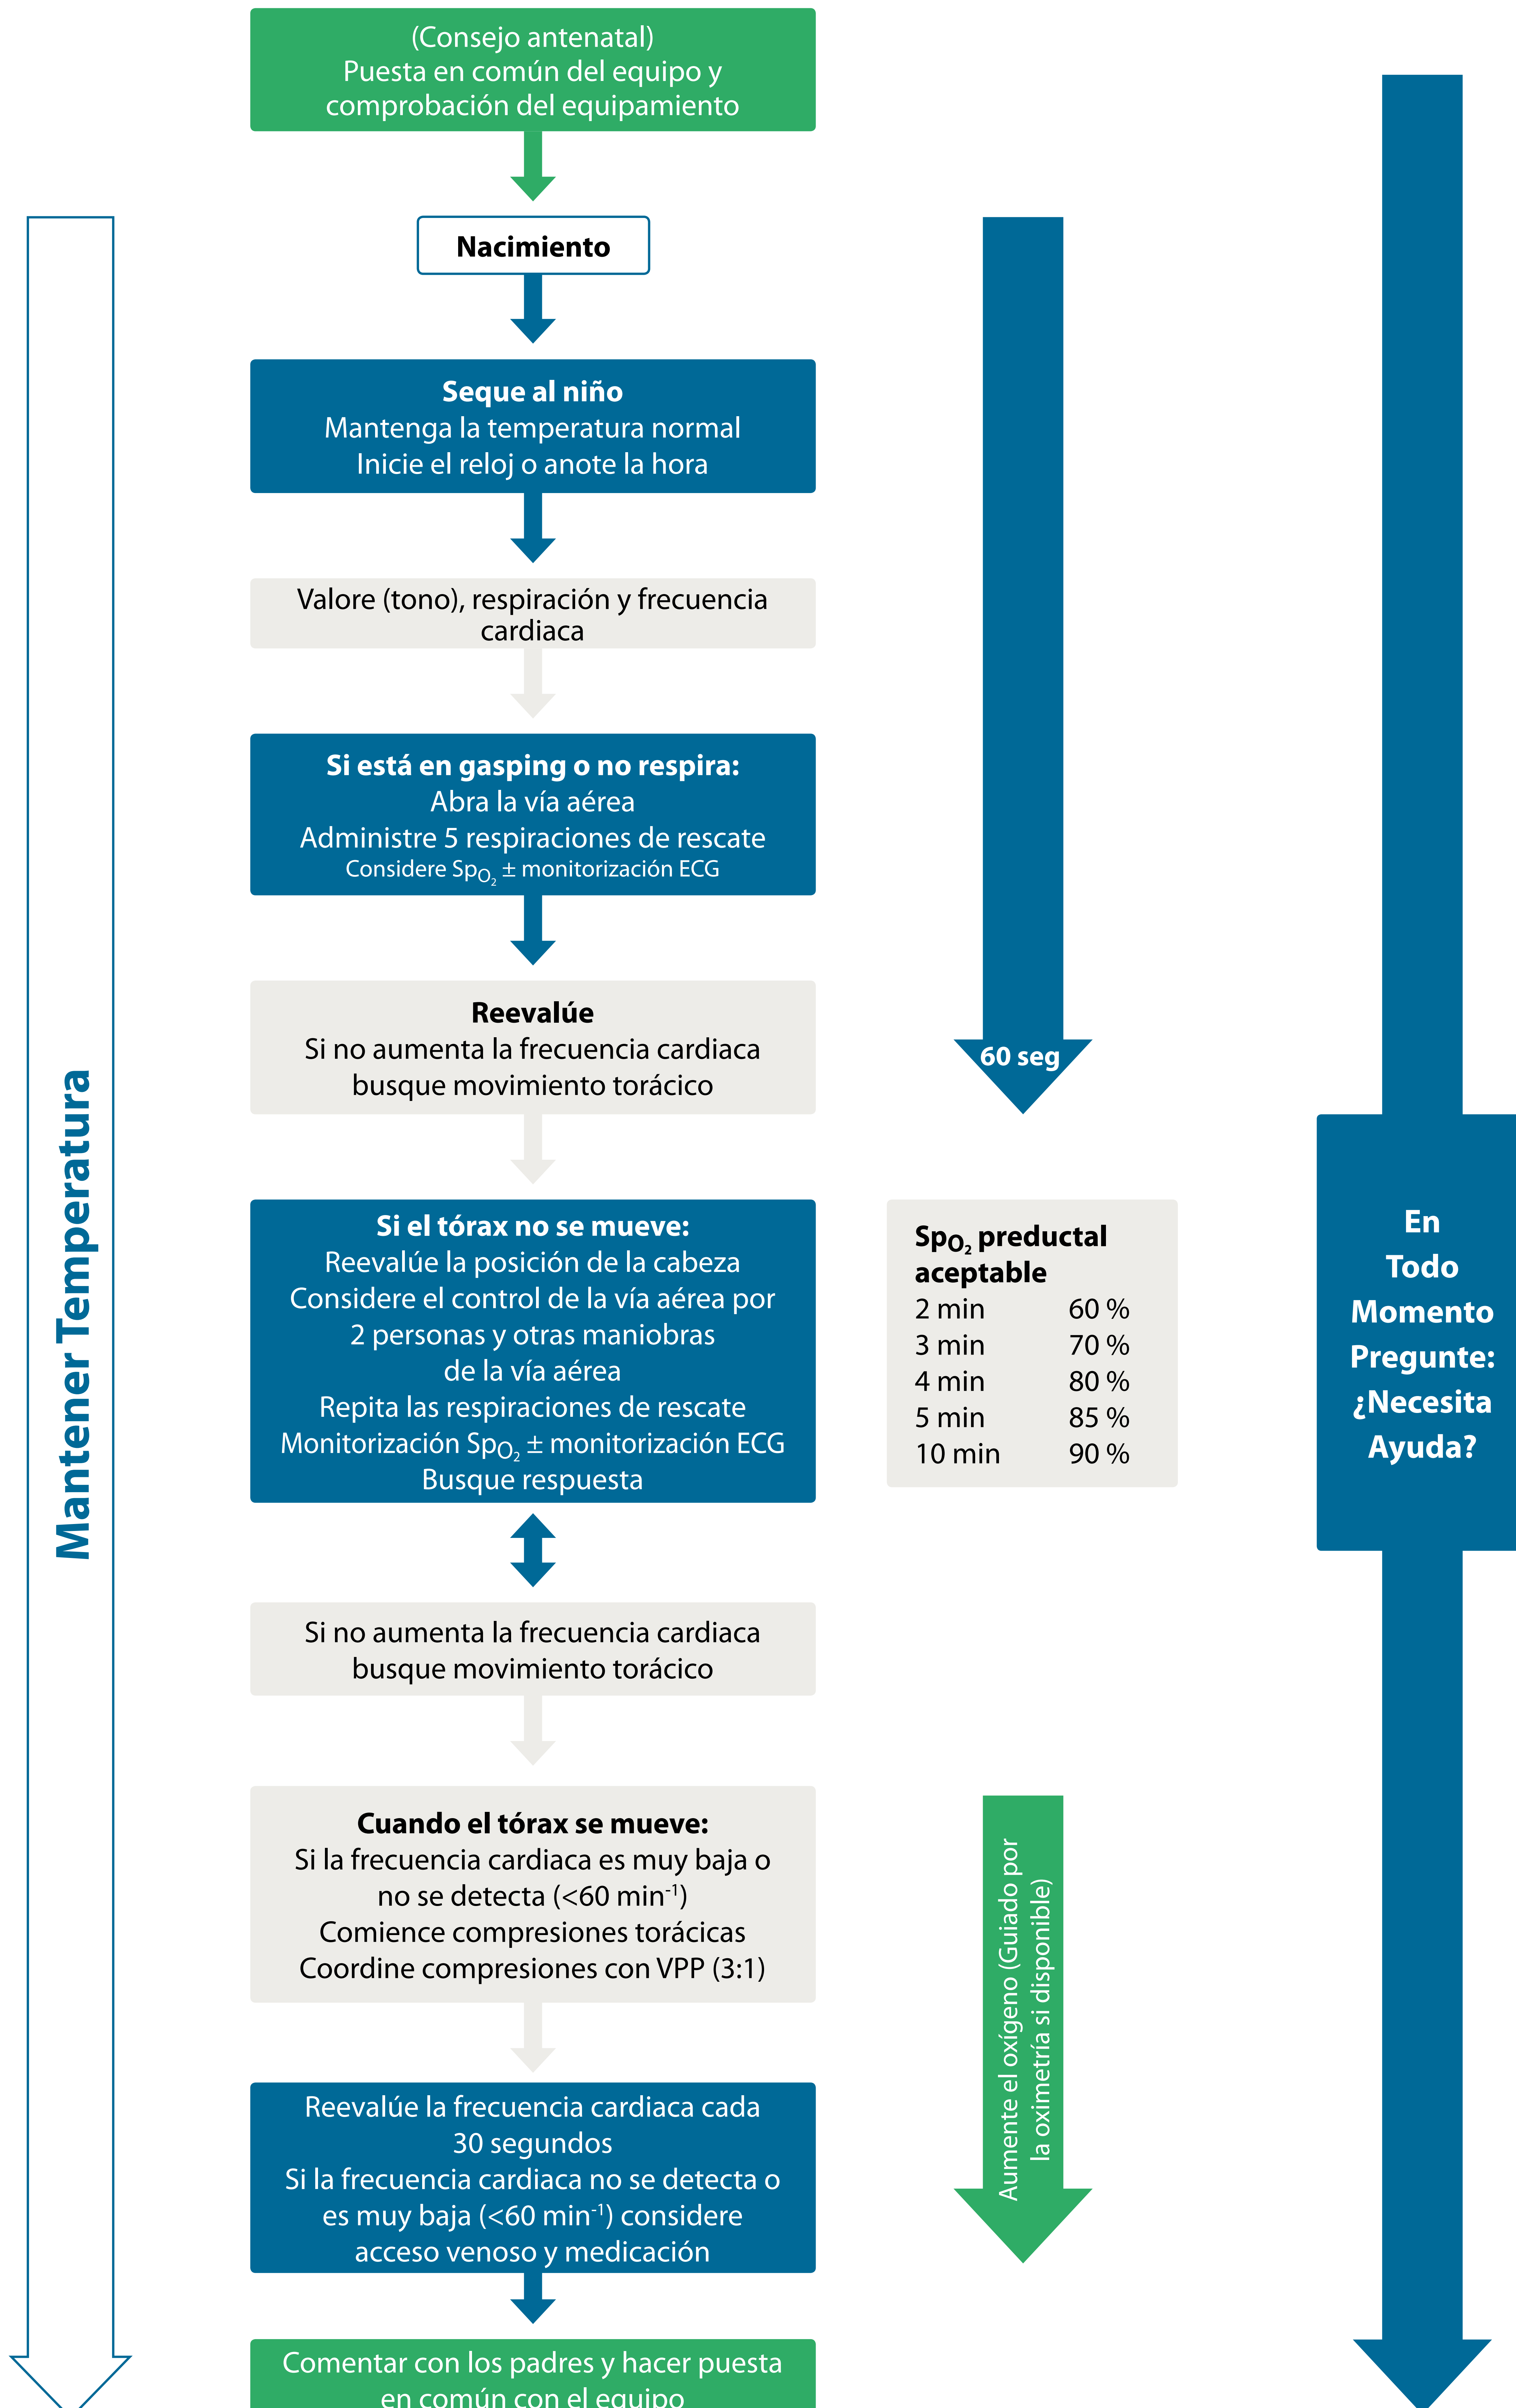 (Consejo antenatal)
Puesta en común del equipo y
comprobación del equipamiento
Nacimiento
Seque al niño
Mantenga la temperatura normal
Inicie el reloj o anote la hora
Valore (tono), respiración y frecuencia
cardiaca
Si está en gasping o no respira:
Abra la vía aérea
Administre 5 respiraciones de rescate
Considere SpO₂ ± monitorización ECG
Reevalúe
Si no aumenta la frecuencia cardiaca
busque movimiento torácico
60 seg
Si el tórax no se mueve:
Reevalúe la posición de la cabeza
Considere el control de la vía aérea por
2 personas y otras maniobras
de la vía aérea
Repita las respiraciones de rescate
Monitorización SpO₂ ± monitorización ECG
Busque respuesta
SpO₂ preductal
aceptable
2 min 60 %
3 min 70 %
4 min 80 %
5 min 85 %
10 min 90 %
En
Todo
Momento
Pregunte:
¿Necesita
Ayuda?
Mantener Temperatura
Si no aumenta la frecuencia cardiaca
busque movimiento torácico
Cuando el tórax se mueve:
Si la frecuencia cardiaca es muy baja o
no se detecta (<60 min⁻¹)
Comience compresiones torácicas
Coordine compresiones con VPP (3:1)
Aumente el oxígeno (Guiado por
la oximetría si disponible)
Reevalúe la frecuencia cardiaca cada
30 segundos
Si la frecuencia cardiaca no se detecta o
es muy baja (<60 min⁻¹) considere
acceso venoso y medicación
Comentar con los padres y hacer puesta
en común con el equipo